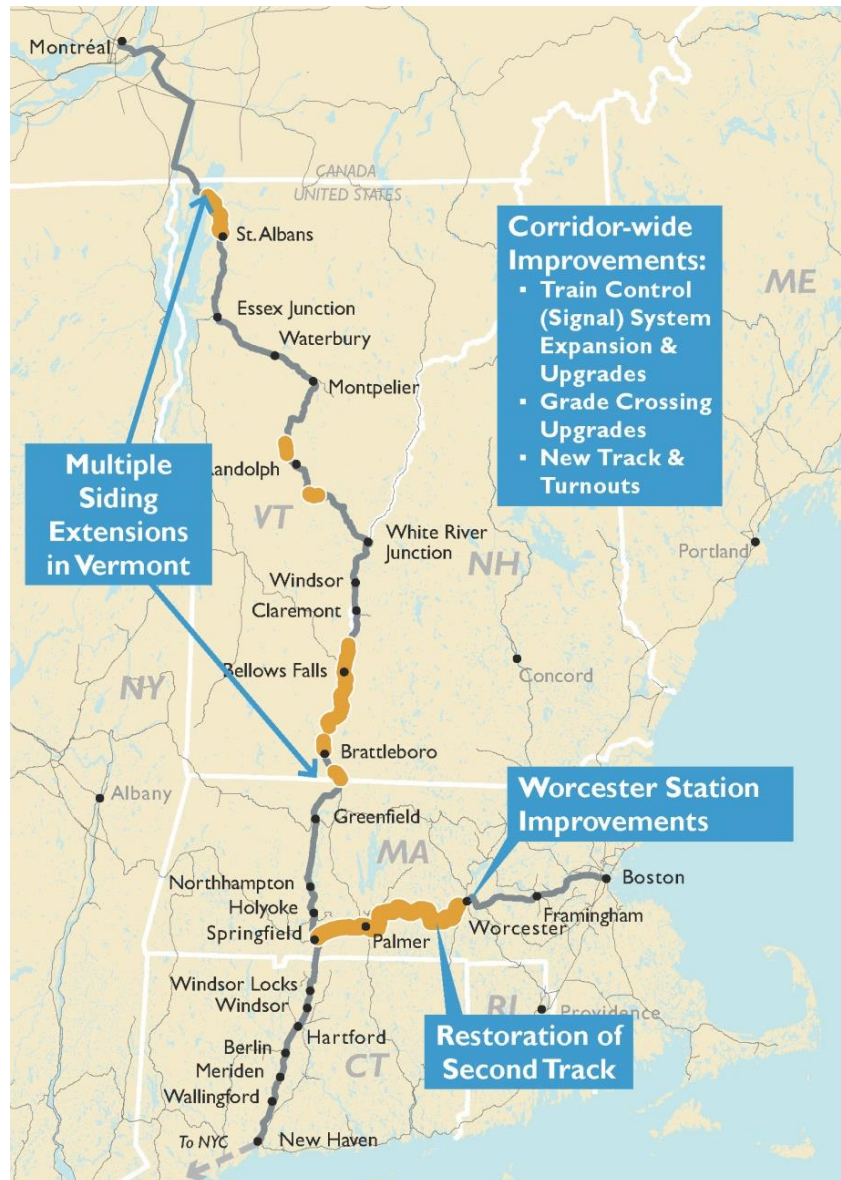 Montréal
CANADA
UNITED STATES
St. Albans
Corridor-wide
Improvements:
▪ Train Control
(Signal) System
Expansion &
Upgrades
▪ Grade Crossing
Upgrades
▪ New Track &
Turnouts
ME
Essex Junction
Waterbury
Montpelier
Multiple
Siding
Extensions
in Vermont
andolph
VT
White River
Junction
NH
Portland
Windsor
Claremont
Bellows Falls
Concord
NY
Brattleboro
Albany
Greenfield
Worcester Station
Improvements
MA
Northhampton
Holyoke
Springfield
Palmer
Worcester
Framingham
Boston
Windsor Locks
Windsor
Hartford
RI
Providence
Restoration of
Second Track
Berlin
Meriden
Wallingford
CT
To NYC
New Haven